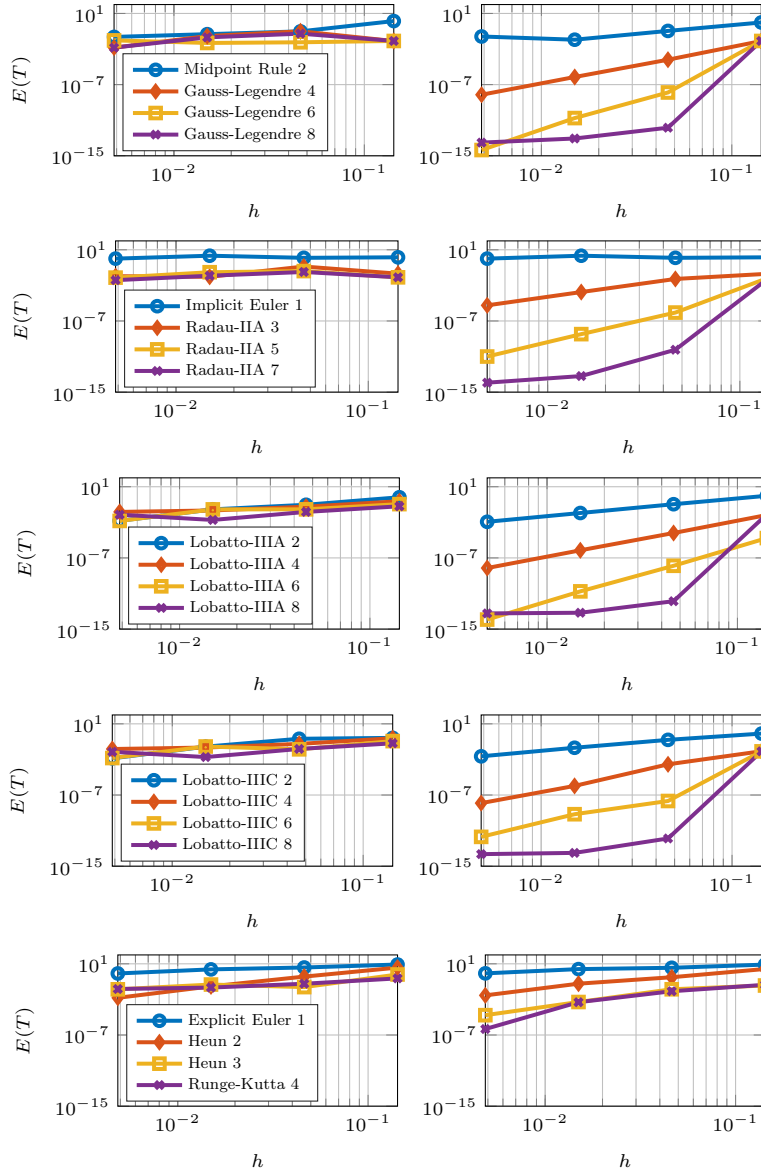 10^1
10^-7
10^-15
E(T)
Midpoint Rule 2
Gauss-Legendre 4
Gauss-Legendre 6
Gauss-Legendre 8
10^-2
10^-1
h
10^1
10^-7
10^-15
10^-2
10^-1
h
10^1
10^-7
10^-15
E(T)
Implicit Euler 1
Radau-IIA 3
Radau-IIA 5
Radau-IIA 7
10^-2
10^-1
h
10^1
10^-7
10^-15
10^-2
10^-1
h
10^1
10^-7
10^-15
E(T)
Lobatto-IIIA 2
Lobatto-IIIA 4
Lobatto-IIIA 6
Lobatto-IIIA 8
10^-2
10^-1
h
10^1
10^-7
10^-15
10^-2
10^-1
h
10^1
10^-7
10^-15
E(T)
Lobatto-IIIC 2
Lobatto-IIIC 4
Lobatto-IIIC 6
Lobatto-IIIC 8
10^-2
10^-1
h
10^1
10^-7
10^-15
10^-2
10^-1
h
10^1
10^-7
10^-15
E(T)
Explicit Euler 1
Heun 2
Heun 3
Runge-Kutta 4
10^-2
10^-1
h
10^1
10^-7
10^-15
10^-2
10^-1
h